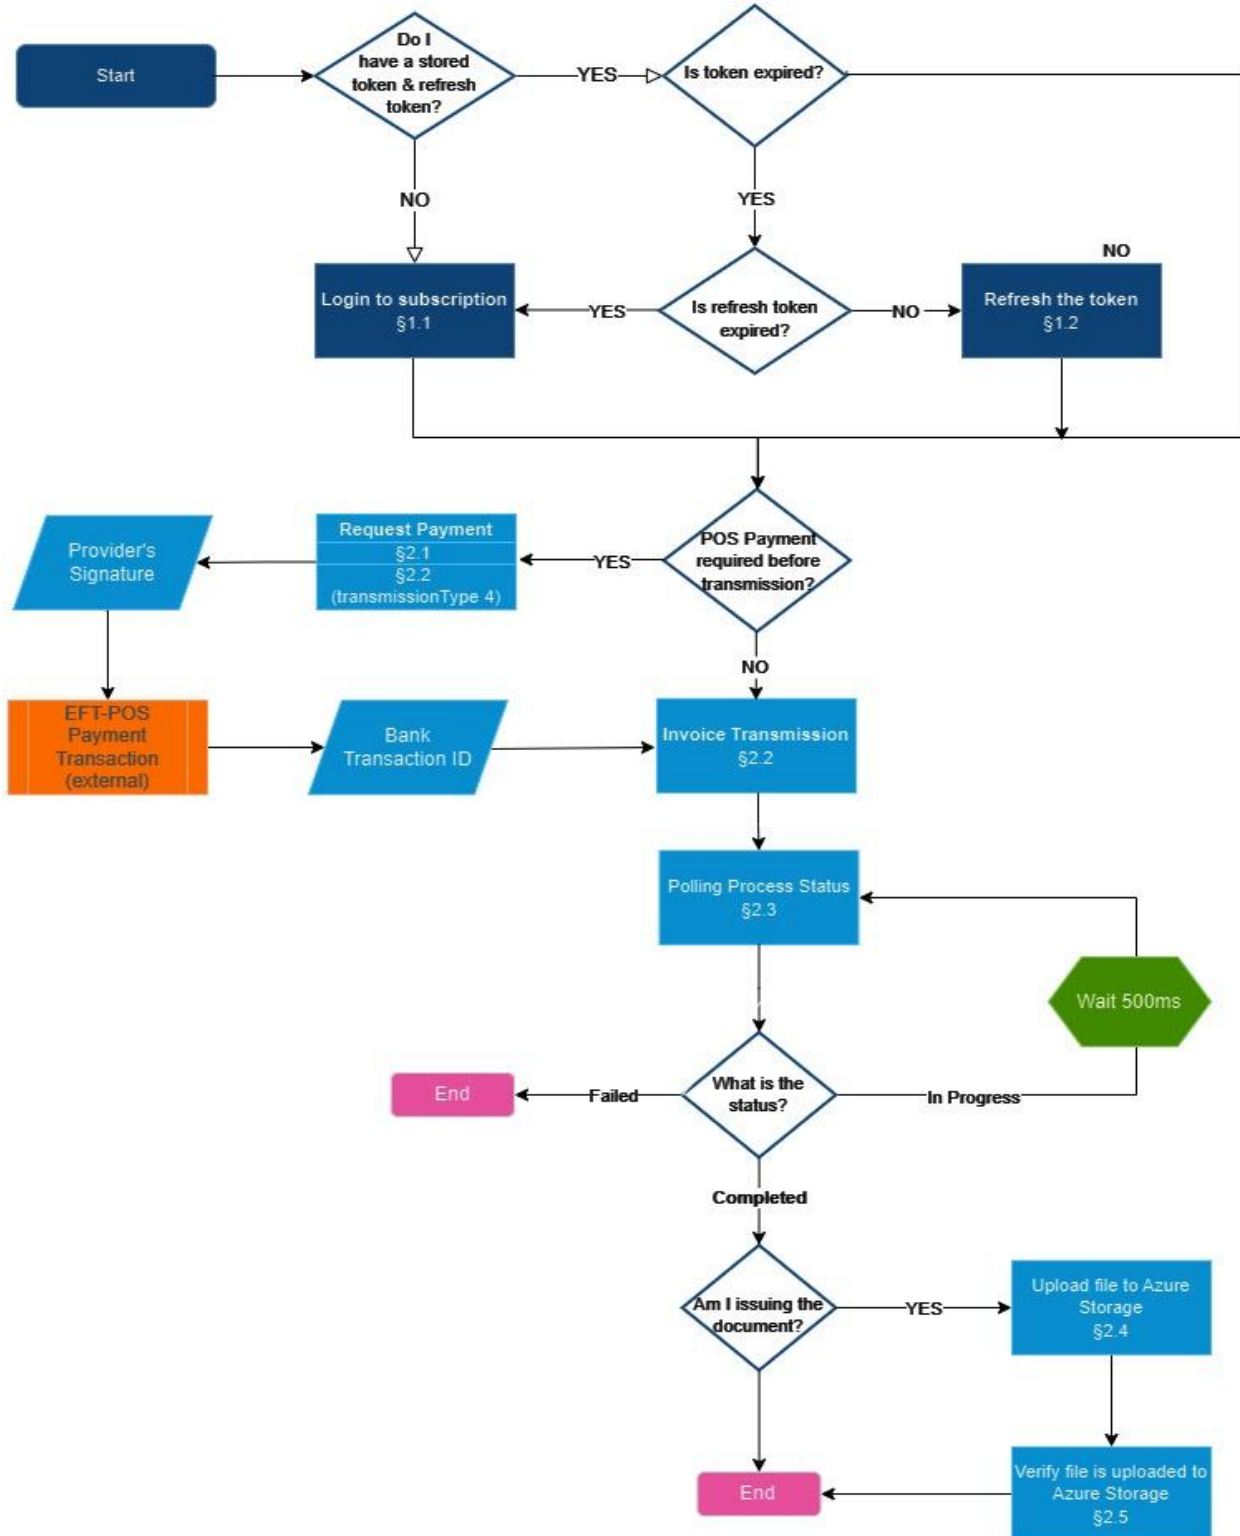 Start
Do I
have a stored
token & refresh
token?
YES
Is token expired?
NO
YES
NO
Login to subscription
§1.1
YES
Is refresh token
expired?
NO
Refresh the token
§1.2
Provider's
Signature
Request Payment
§2.1
§2.2
(transmissionType 4)
YES
POS Payment
required before
transmission?
NO
EFT-POS
Payment
Transaction
(external)
Bank
Transaction ID
Invoice Transmission
§2.2
Polling Process Status
§2.3
Wait 500ms
End
Failed
What is the
status?
In Progress
Completed
Am I issuing the
document?
YES
Upload file to Azure
Storage
§2.4
End
Verify file is uploaded to
Azure Storage
§2.5